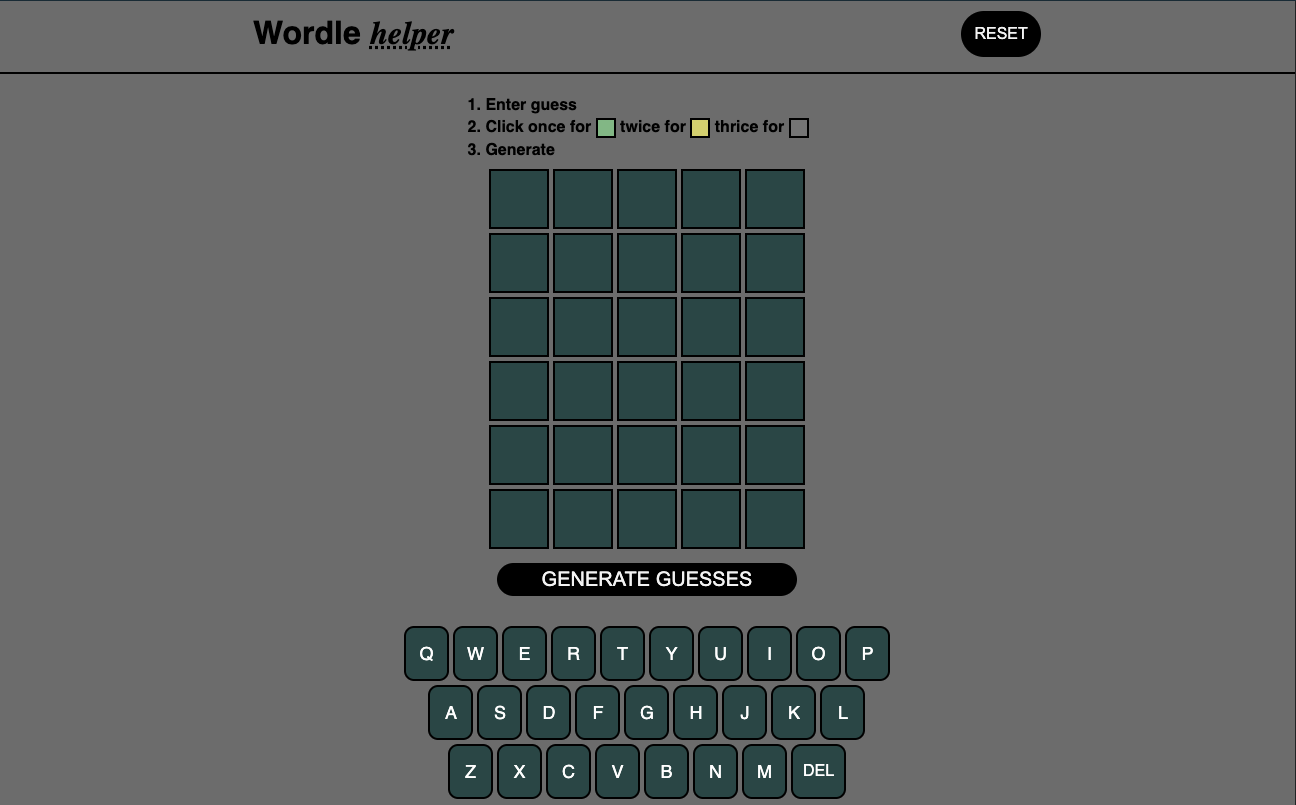 Wordle helper
RESET
1. Enter guess
2. Click once for twice for thrice for
3. Generate
GENERATE GUESSES
Q W E R T Y U I O P
A S D F G H J K L
Z X C V B N M DEL